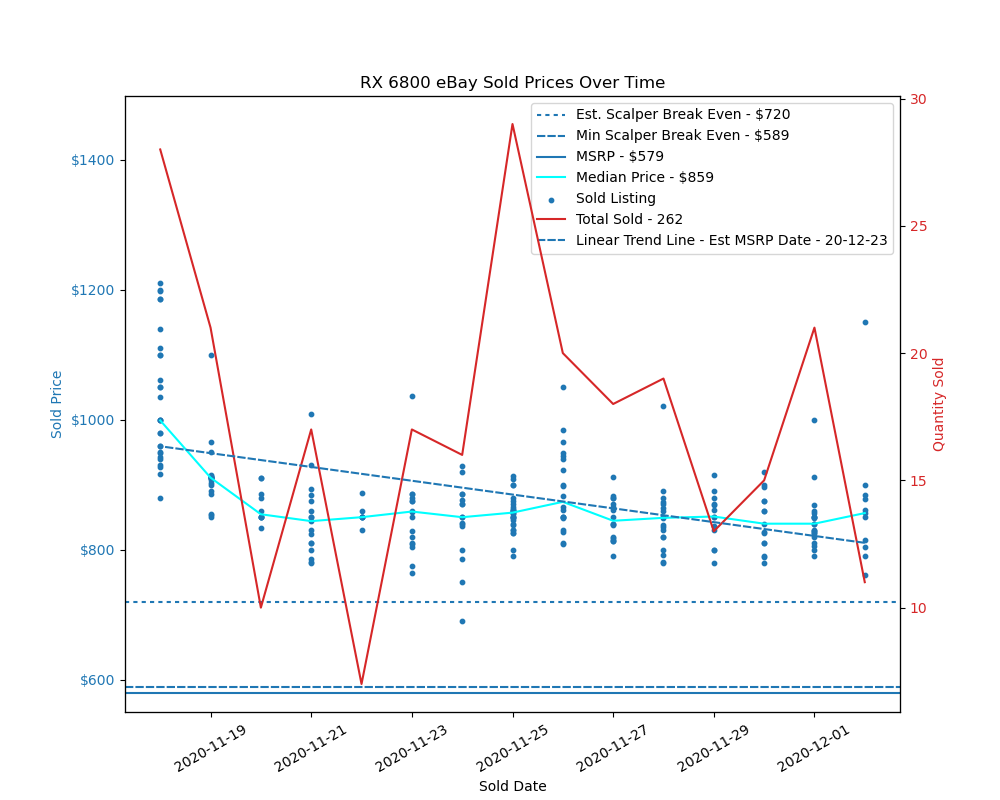 RX 6800 eBay Sold Prices Over Time
Est. Scalper Break Even - $720
Min Scalper Break Even - $589
MSRP - $579
Median Price - $859
Sold Listing
Total Sold - 262
Linear Trend Line - Est MSRP Date - 20-12-23
$1400
$1200
$1000
$800
$600
Sold Price
30
25
20
15
10
Quantity Sold
2020-11-19
2020-11-21
2020-11-23
2020-11-25
2020-11-27
2020-11-29
2020-12-01
Sold Date